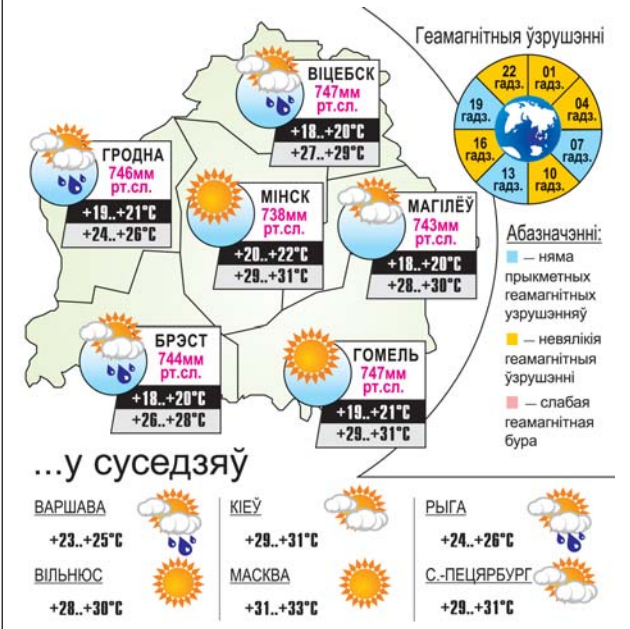 Геамагнітныя ўзрушэнні
22 гадз.
01 гадз.
04 гадз.
07 гадз.
10 гадз.
13 гадз.
16 гадз.
19 гадз.
ВІЦЕБСК
747мм
рт.сл.
+18..+20°C
+27..+29°C
ГРОДНА
746мм
рт.сл.
+19..+21°C
+24..+26°C
МІНСК
738мм
рт.сл.
+20..+22°C
+29..+31°C
МАГІЛЁЎ
743мм
рт.сл.
+18..+20°C
+28..+30°C
БРЭСТ
744мм
рт.сл.
+18..+20°C
+26..+28°C
ГОМЕЛЬ
747мм
рт.сл.
+19..+21°C
+29..+31°C
Абазначэнні:
– няма
прыкметных
геамагнітных
узрушэнняў
– невялікія
геамагнітныя
ўзрушэнні
– слабая
геамагнітная
бура
...у суседзяў
ВАРШАВА
+23..+25°C
КІЕЎ
+29..+31°C
РЫГА
+24..+26°C
ВІЛЬНЮС
+28..+30°C
МАСКВА
+31..+33°C
С.-ПЕЦЯРБУРГ
+29..+31°C